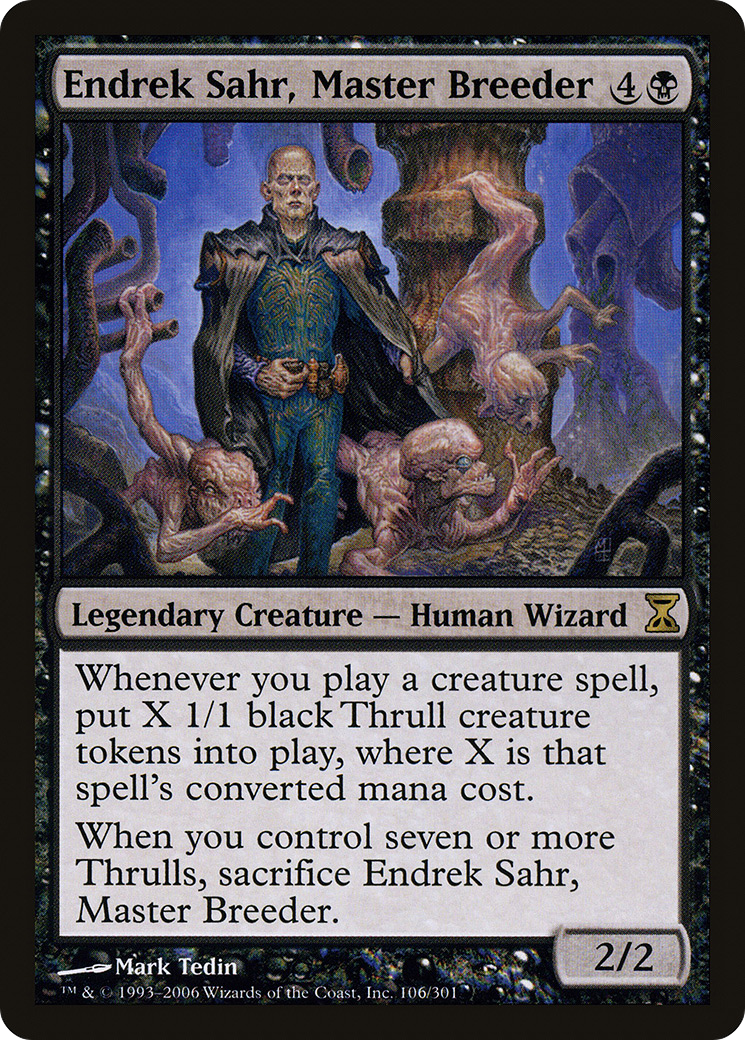 Endrek Sahr, Master Breeder 4
Legendary Creature — Human Wizard
Whenever you play a creature spell,
put X 1/1 black Thrull creature
tokens into play, where X is that
spell's converted mana cost.
When you control seven or more
Thrulls, sacrifice Endrek Sahr,
Master Breeder.
2/2
Mark Tedin
™ & © 1993–2006 Wizards of the Coast, Inc. 106/301